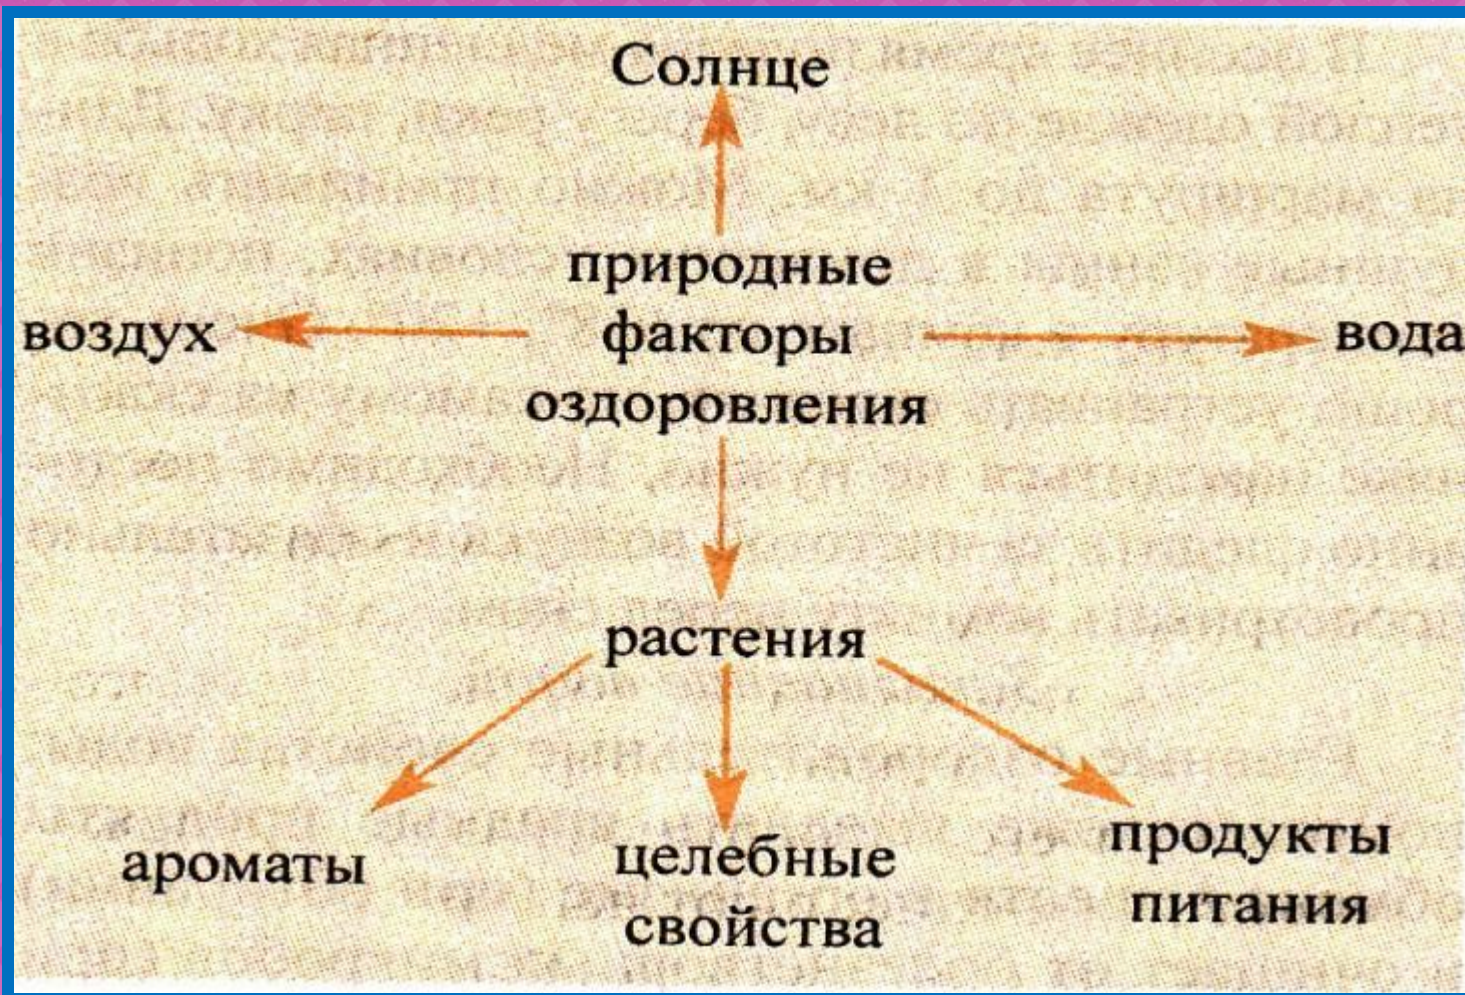 Солнце
природные
воздух факторы вода
оздоровления
растения
ароматы целебные продукты
свойства питания